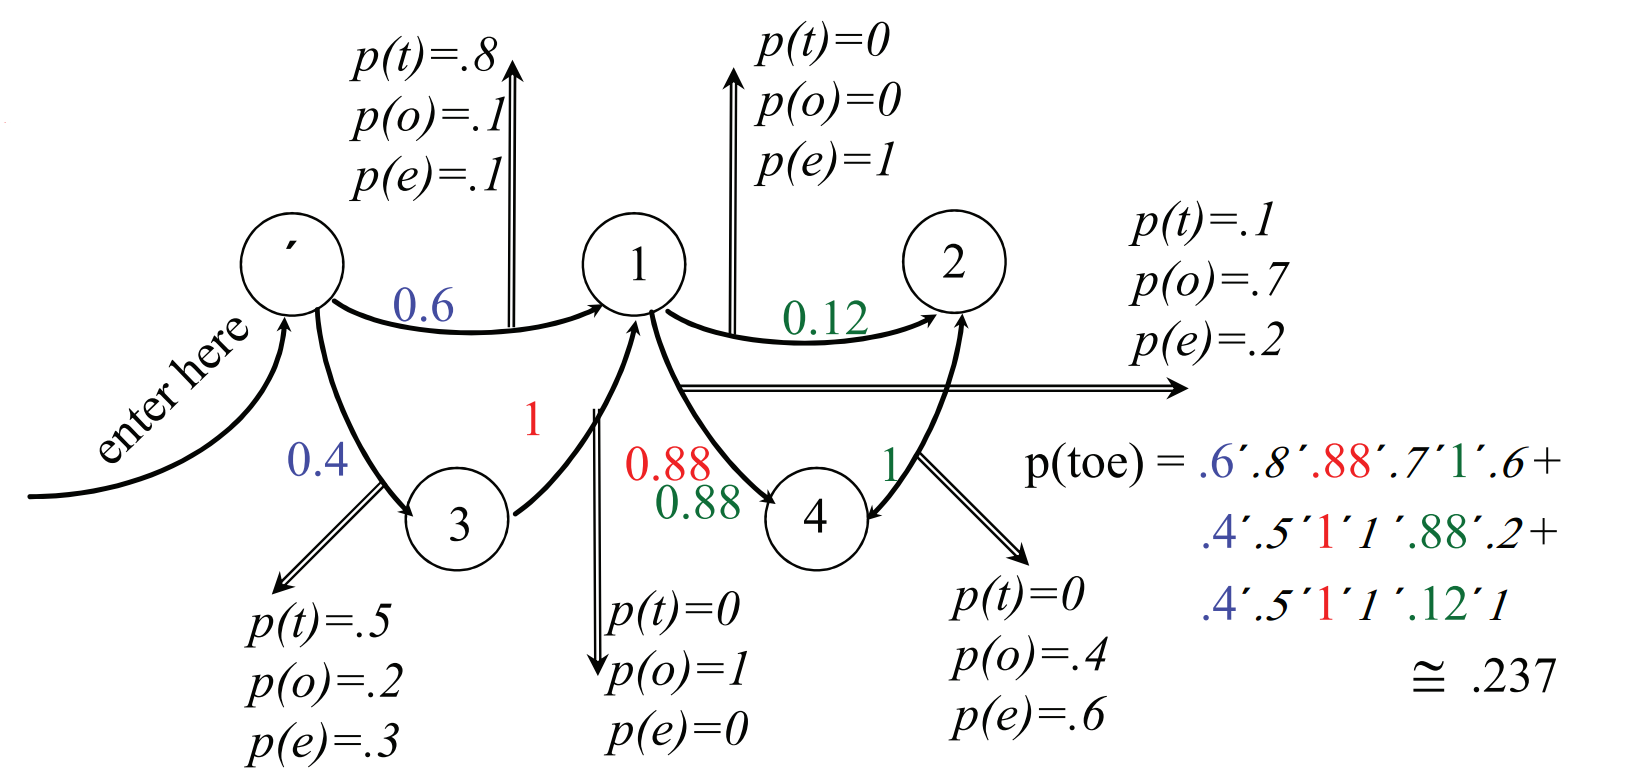 p(t)=.8
p(o)=.1
p(e)=.1
p(t)=0
p(o)=0
p(e)=1
p(t)=.1
p(o)=.7
p(e)=.2
enter here
´
1
2
0.6
0.12
0.4
1
0.88
0.88
1
3
4
p(t)=.5
p(o)=.2
p(e)=.3
p(t)=0
p(o)=1
p(e)=0
p(t)=0
p(o)=.4
p(e)=.6
p(toe) = .6´.8´.88´.7´1´.6+
.4´.5´1´1´.88´.2+
.4´.5´1´1´.12´1
≅ .237